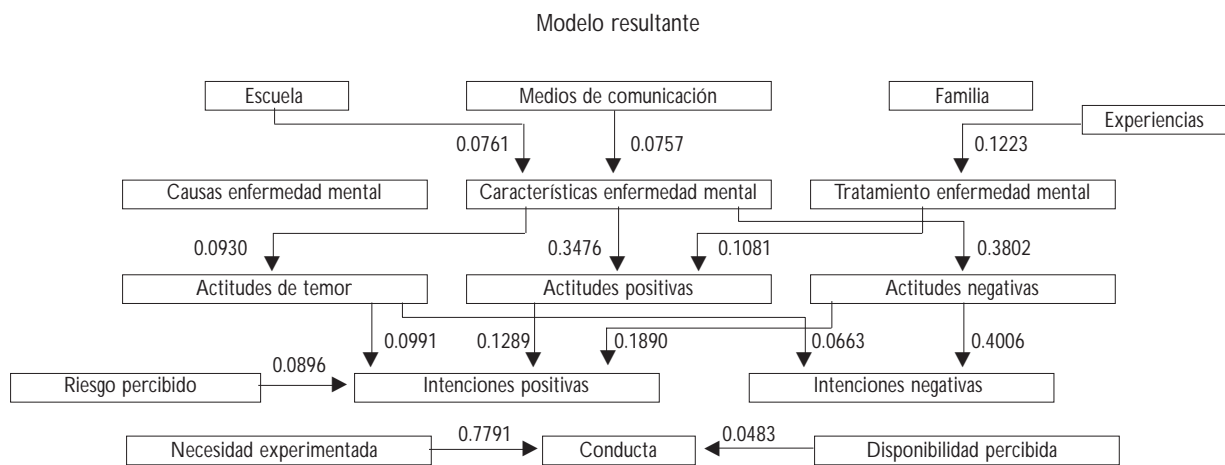 Modelo resultante
Escuela
Medios de comunicación
Familia
Experiencias
0.0761
0.0757
0.1223
Causas enfermedad mental
Características enfermedad mental
Tratamiento enfermedad mental
0.0930
0.3476
0.1081
0.3802
Actitudes de temor
Actitudes positivas
Actitudes negativas
0.0991
0.1289
0.1890
0.0663
0.4006
0.0896
Riesgo percibido
Intenciones positivas
Intenciones negativas
0.7791
0.0483
Necesidad experimentada
Conducta
Disponibilidad percibida